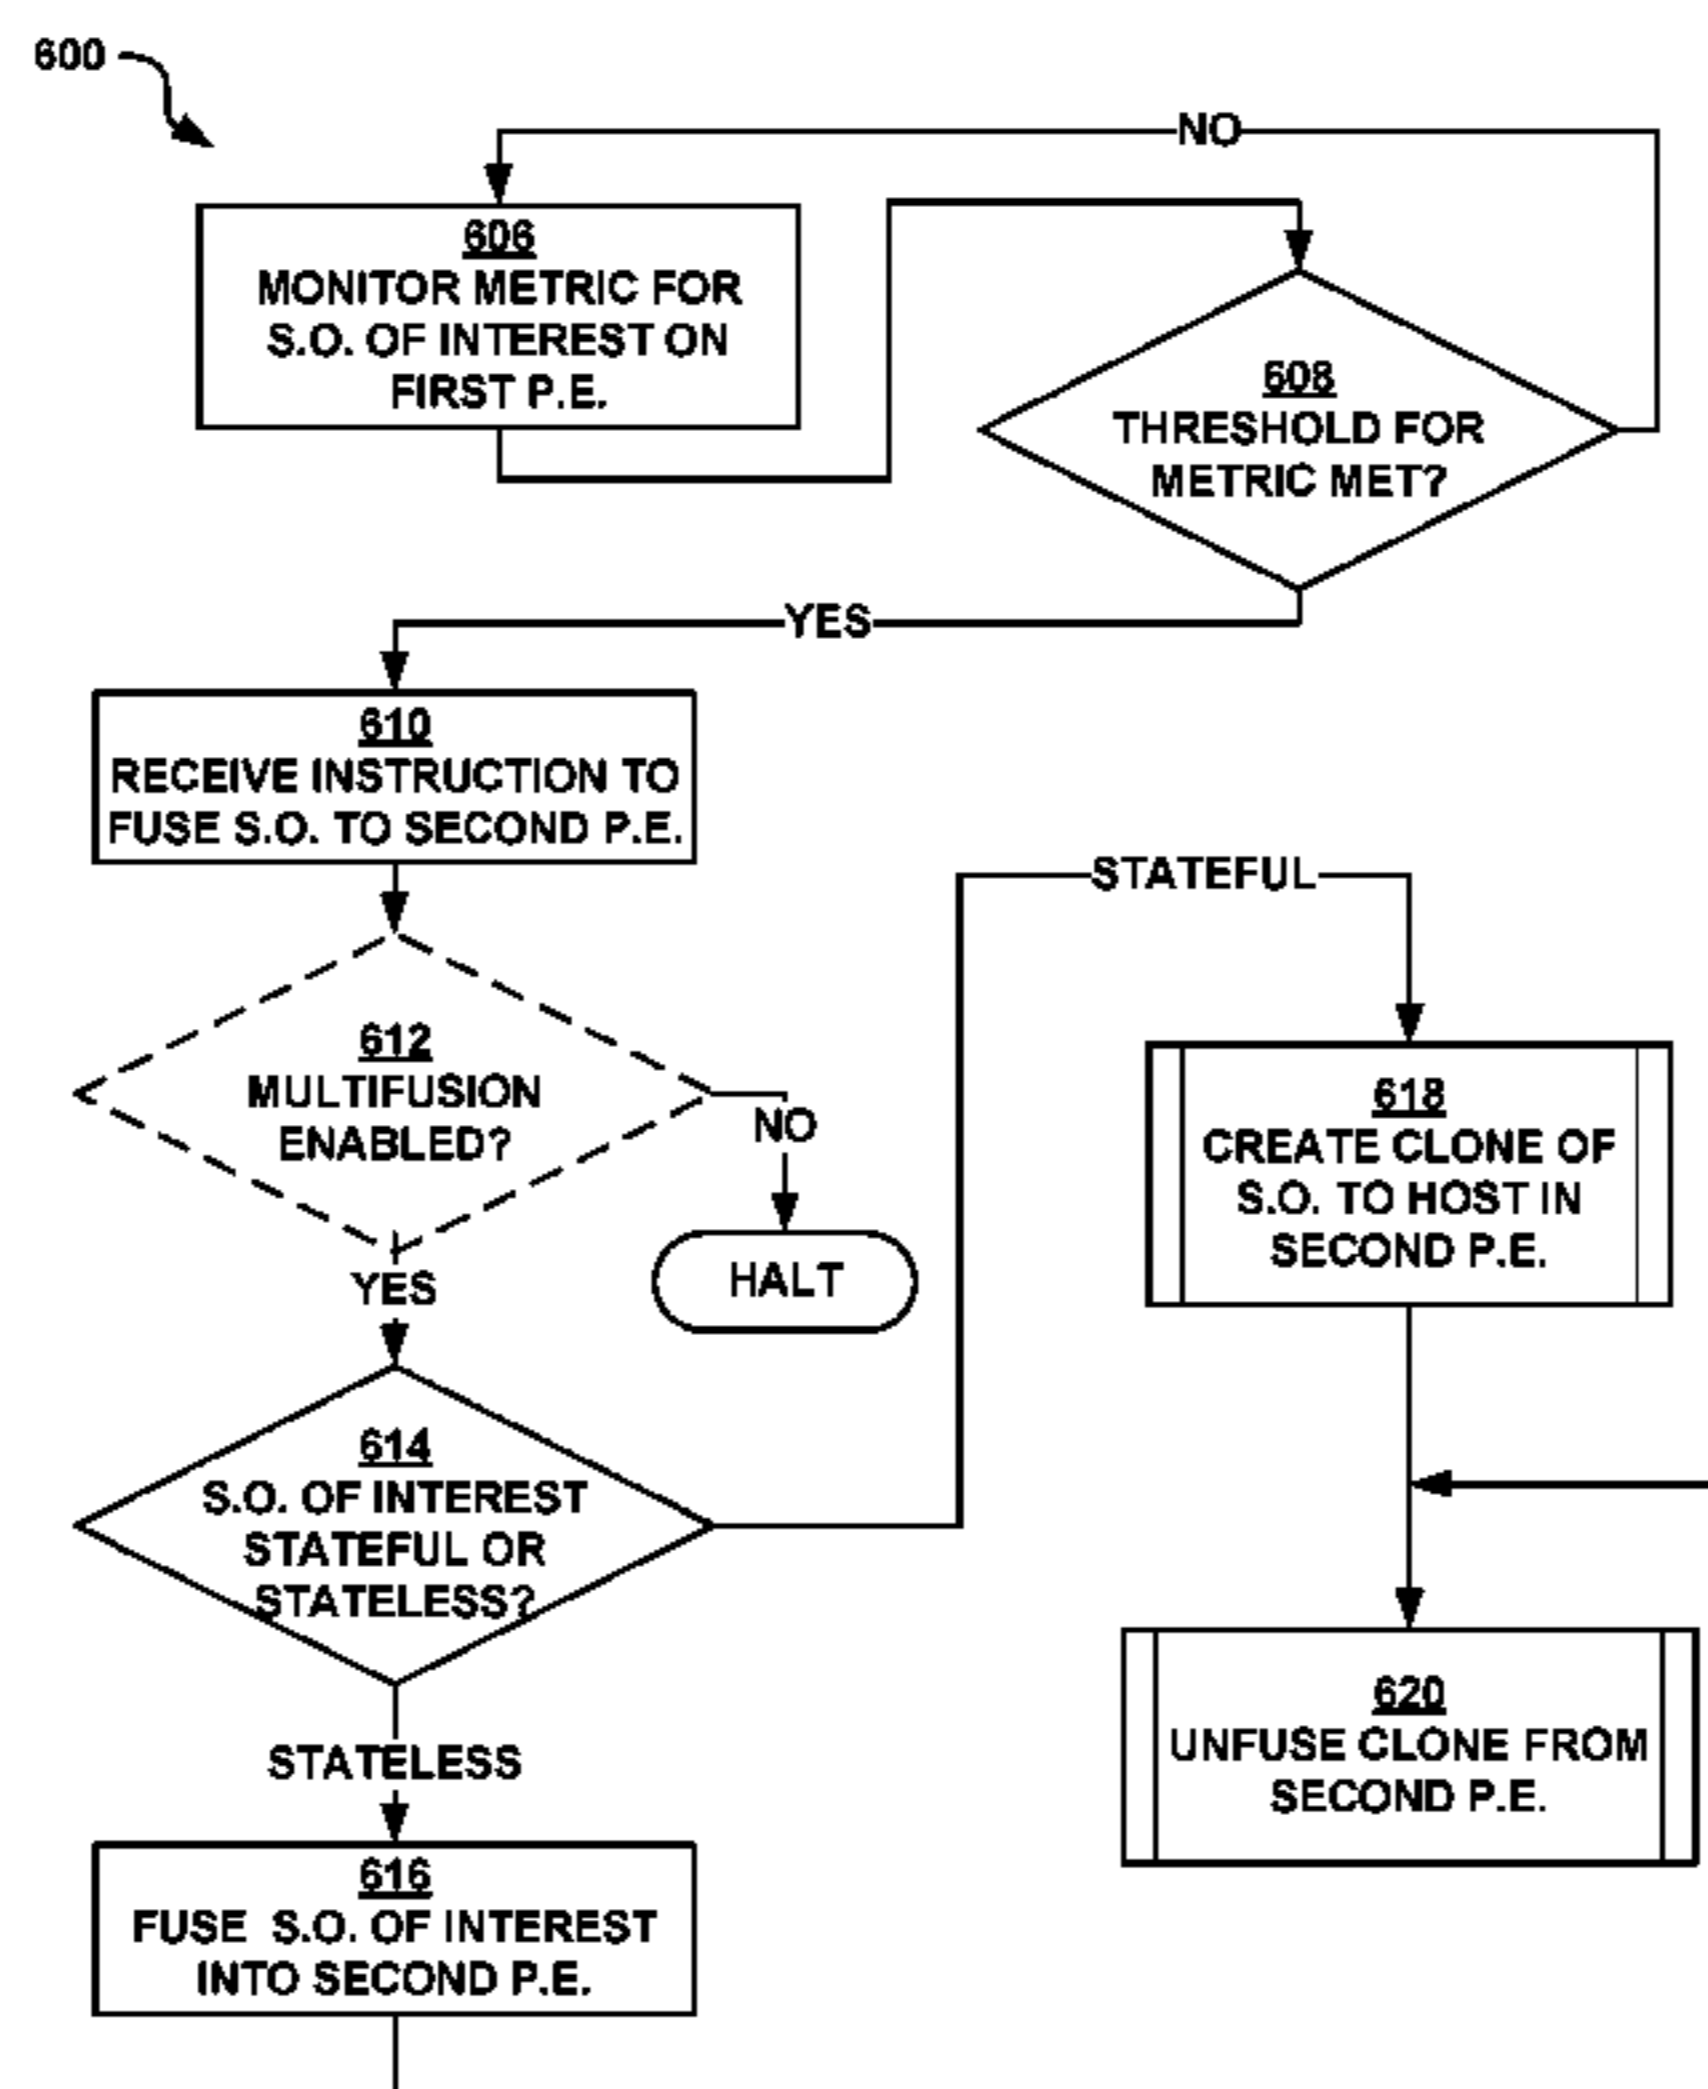 600
NO
606
MONITOR METRIC FOR
S.O. OF INTEREST ON
FIRST P.E.
608
THRESHOLD FOR
METRIC MET?
YES
610
RECEIVE INSTRUCTION TO
FUSE S.O. TO SECOND P.E.
612
MULTIFUSION
ENABLED?
NO
HALT
YES
614
S.O. OF INTEREST
STATEFUL OR
STATELESS?
STATEFUL
618
CREATE CLONE OF
S.O. TO HOST IN
SECOND P.E.
STATELESS
616
FUSE S.O. OF INTEREST
INTO SECOND P.E.
620
UNFUSE CLONE FROM
SECOND P.E.